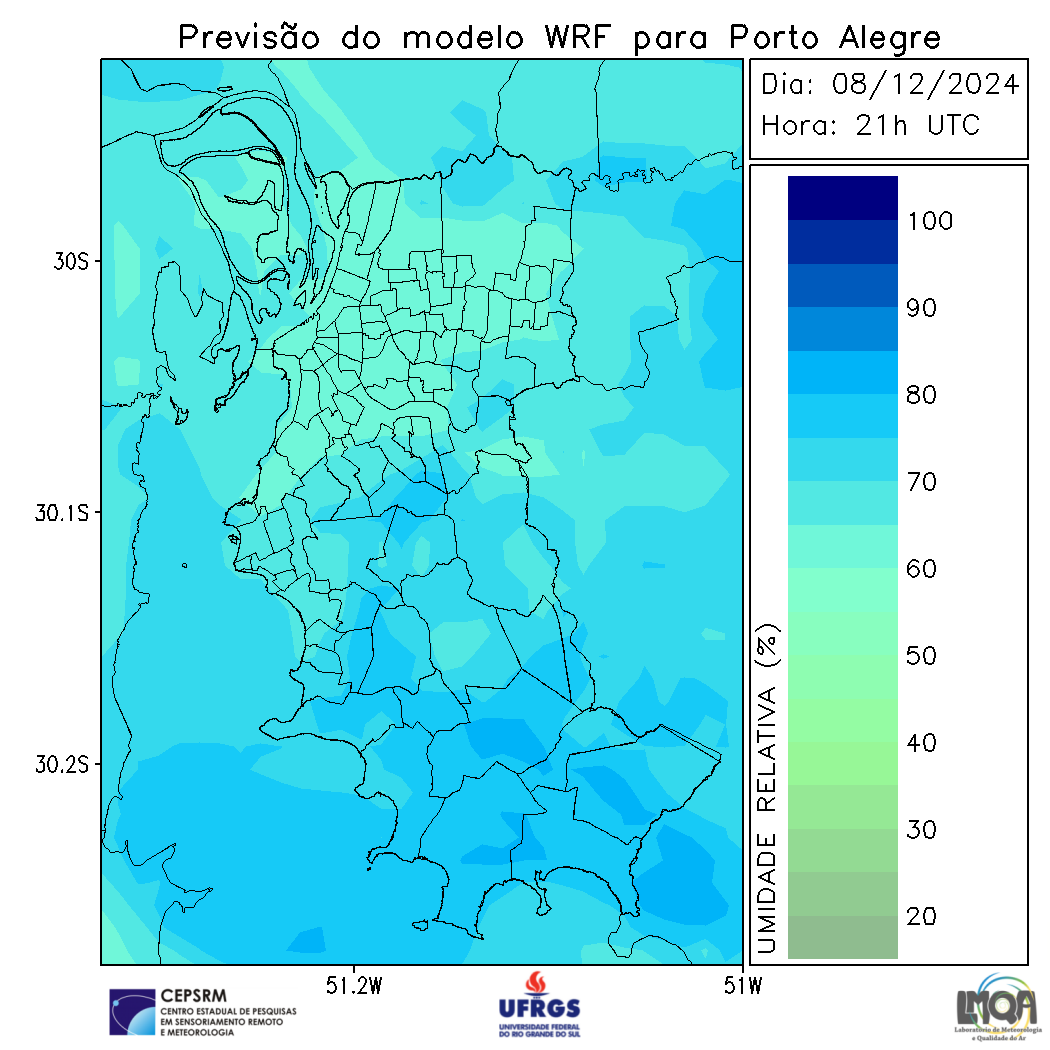 Previsão do modelo WRF para Porto Alegre
Dia: 08/12/2024
Hora: 21h UTC
100
90
80
70
60
50
40
30
20
UMIDADE RELATIVA (%)
30S
30.1S
30.2S
51.2W
51W
CEPSRM
CENTRO ESTADUAL DE PESQUISAS
EM SENSORIAMENTO REMOTO
E METEOROLOGIA
UFRGS
UNIVERSIDADE FEDERAL
DO RIO GRANDE DO SUL
LMQA
Laboratório de Meteorologia
e Qualidade do Ar